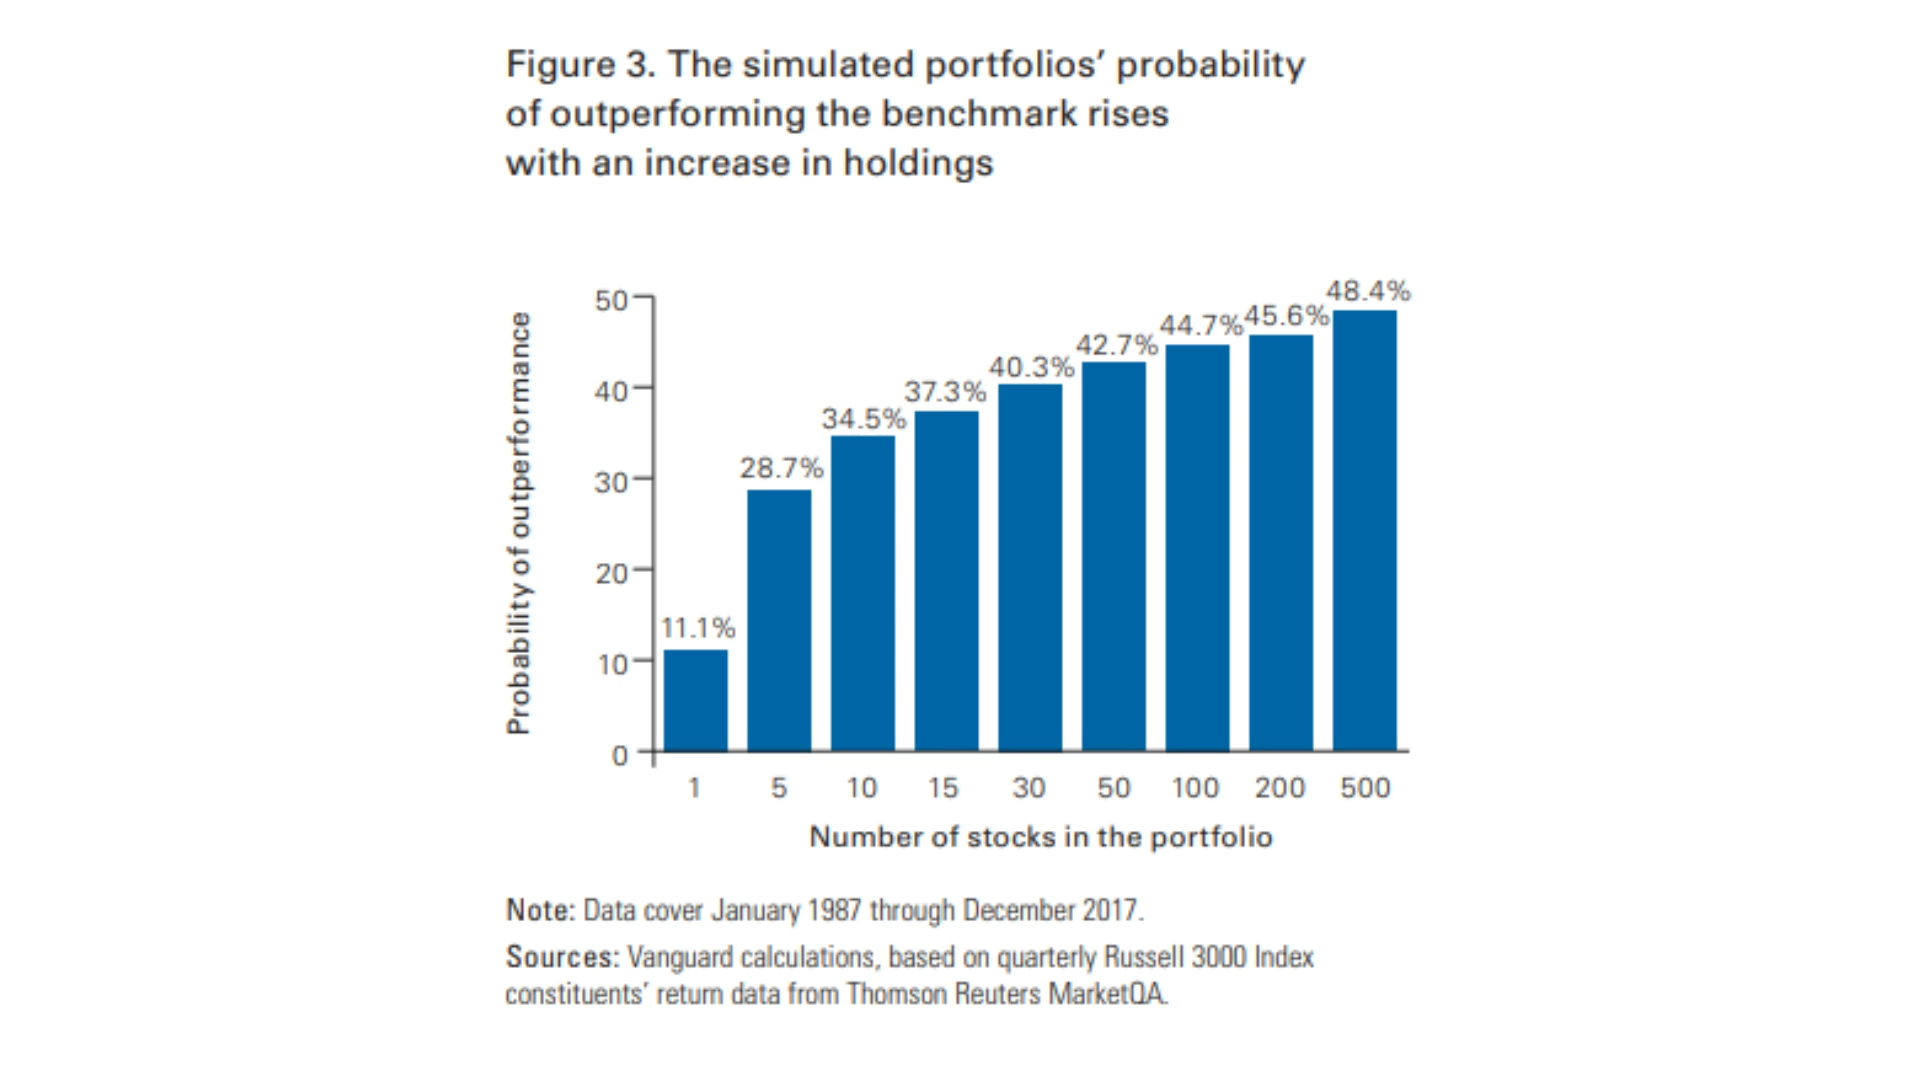 Figure 3. The simulated portfolios’ probability
of outperforming the benchmark rises
with an increase in holdings
Probability of outperformance
50
40
30
20
10
0
11.1%
28.7%
34.5%
37.3%
40.3%
42.7%
44.7%
45.6%
48.4%
1 5 10 15 30 50 100 200 500
Number of stocks in the portfolio
Note: Data cover January 1987 through December 2017.
Sources: Vanguard calculations, based on quarterly Russell 3000 Index
constituents’ return data from Thomson Reuters MarketQA.